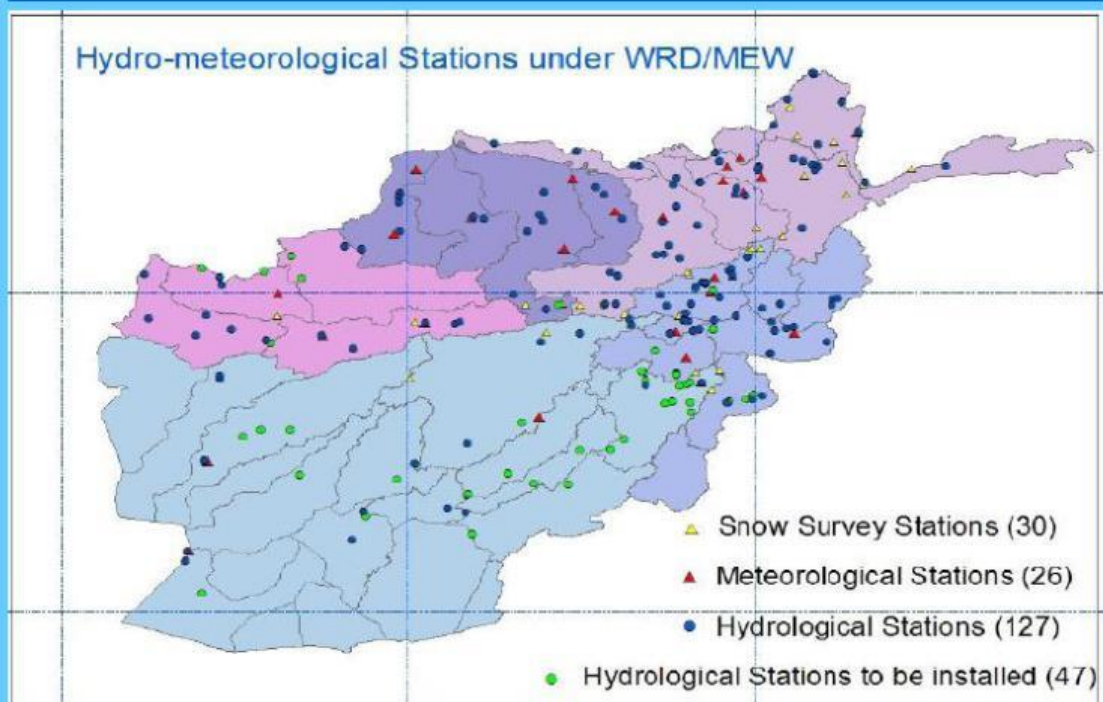 Hydro-meteorological Stations under WRD/MEW
Snow Survey Stations (30)
Meteorological Stations (26)
Hydrological Stations (127)
Hydrological Stations to be installed (47)